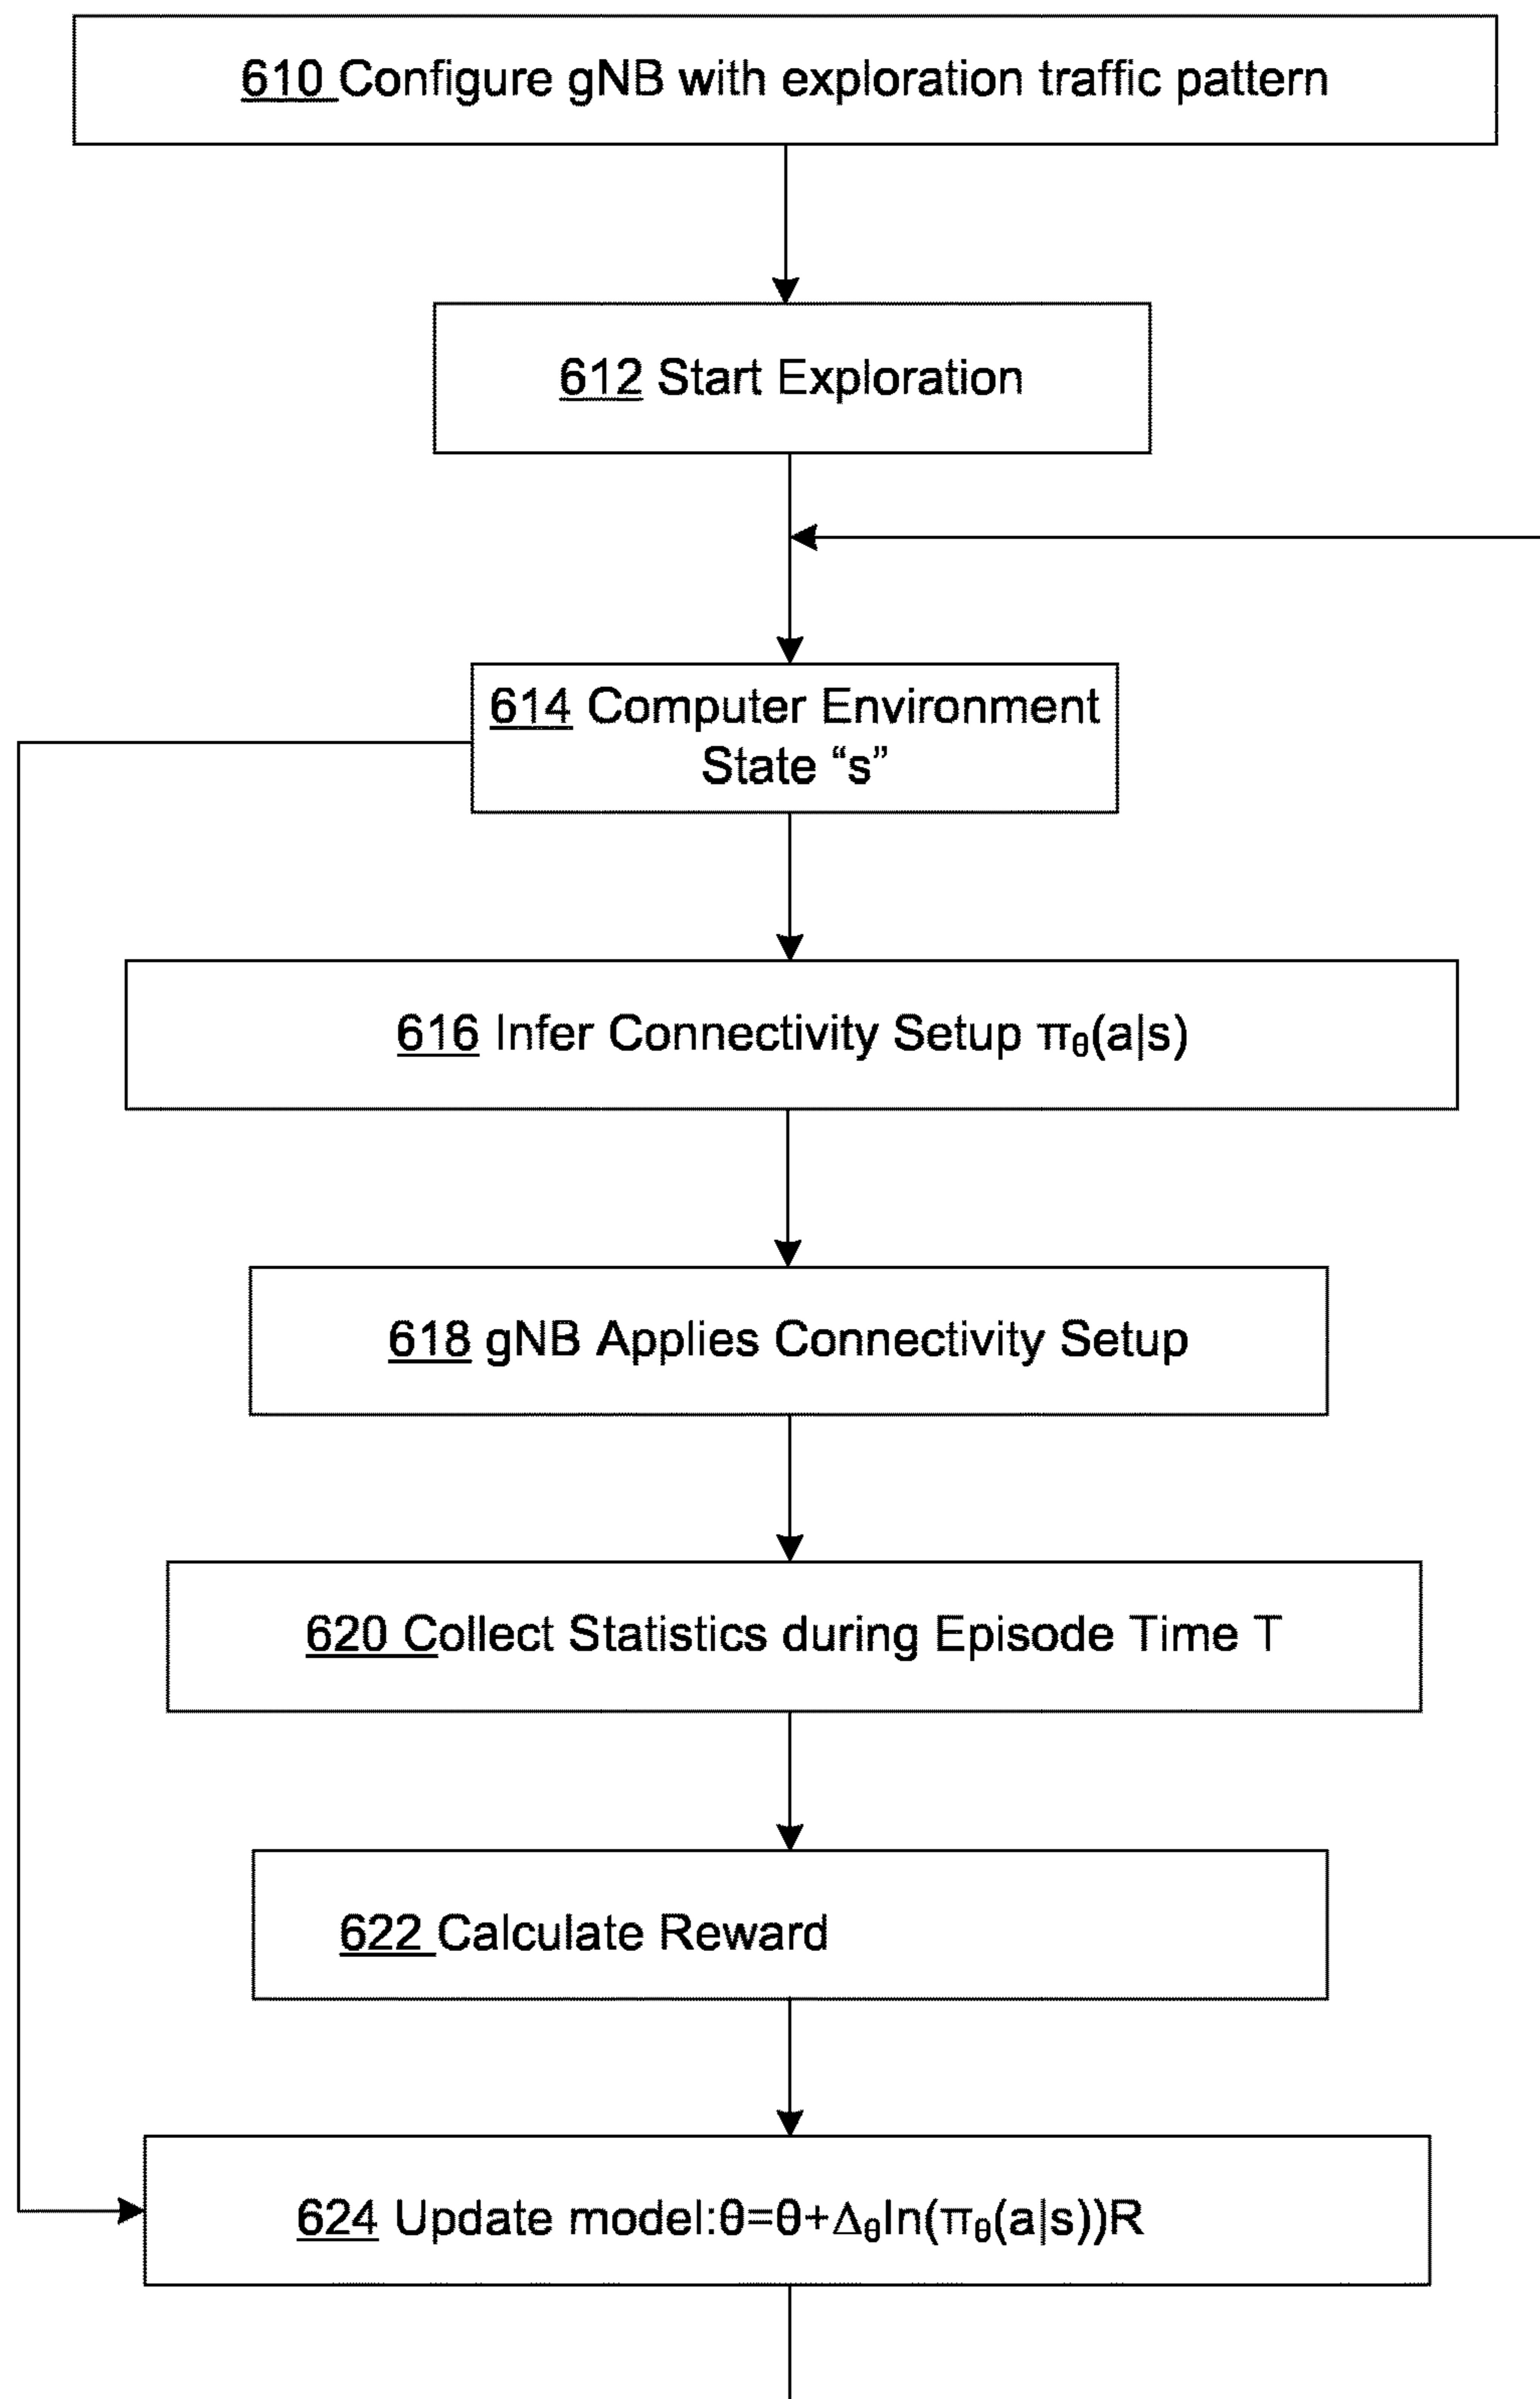 610 Configure gNB with exploration traffic pattern
612 Start Exploration
614 Computer Environment
State “s”
616 Infer Connectivity Setup πθ(a|s)
618 gNB Applies Connectivity Setup
620 Collect Statistics during Episode Time T
622 Calculate Reward
624 Update model:θ=θ+Δθln(πθ(a|s))R